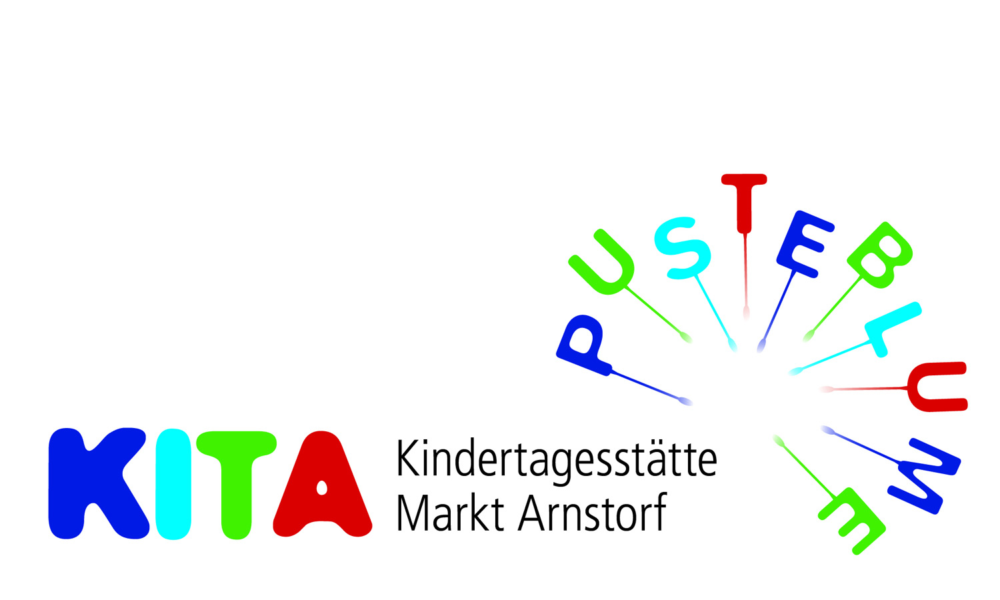 PUSTEBLUME
KITA
Kindertagesstätte
Markt Arnstorf